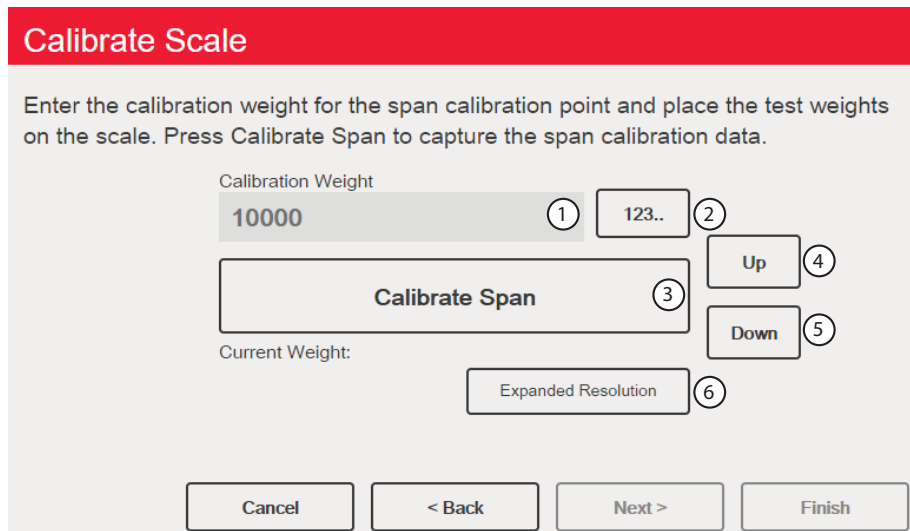 Calibrate Scale
Enter the calibration weight for the span calibration point and place the test weights
on the scale. Press Calibrate Span to capture the span calibration data.
Calibration Weight
10000 1 123.. 2
Up 4
Calibrate Span 3
Down 5
Current Weight:
Expanded Resolution 6
Cancel < Back Next > Finish